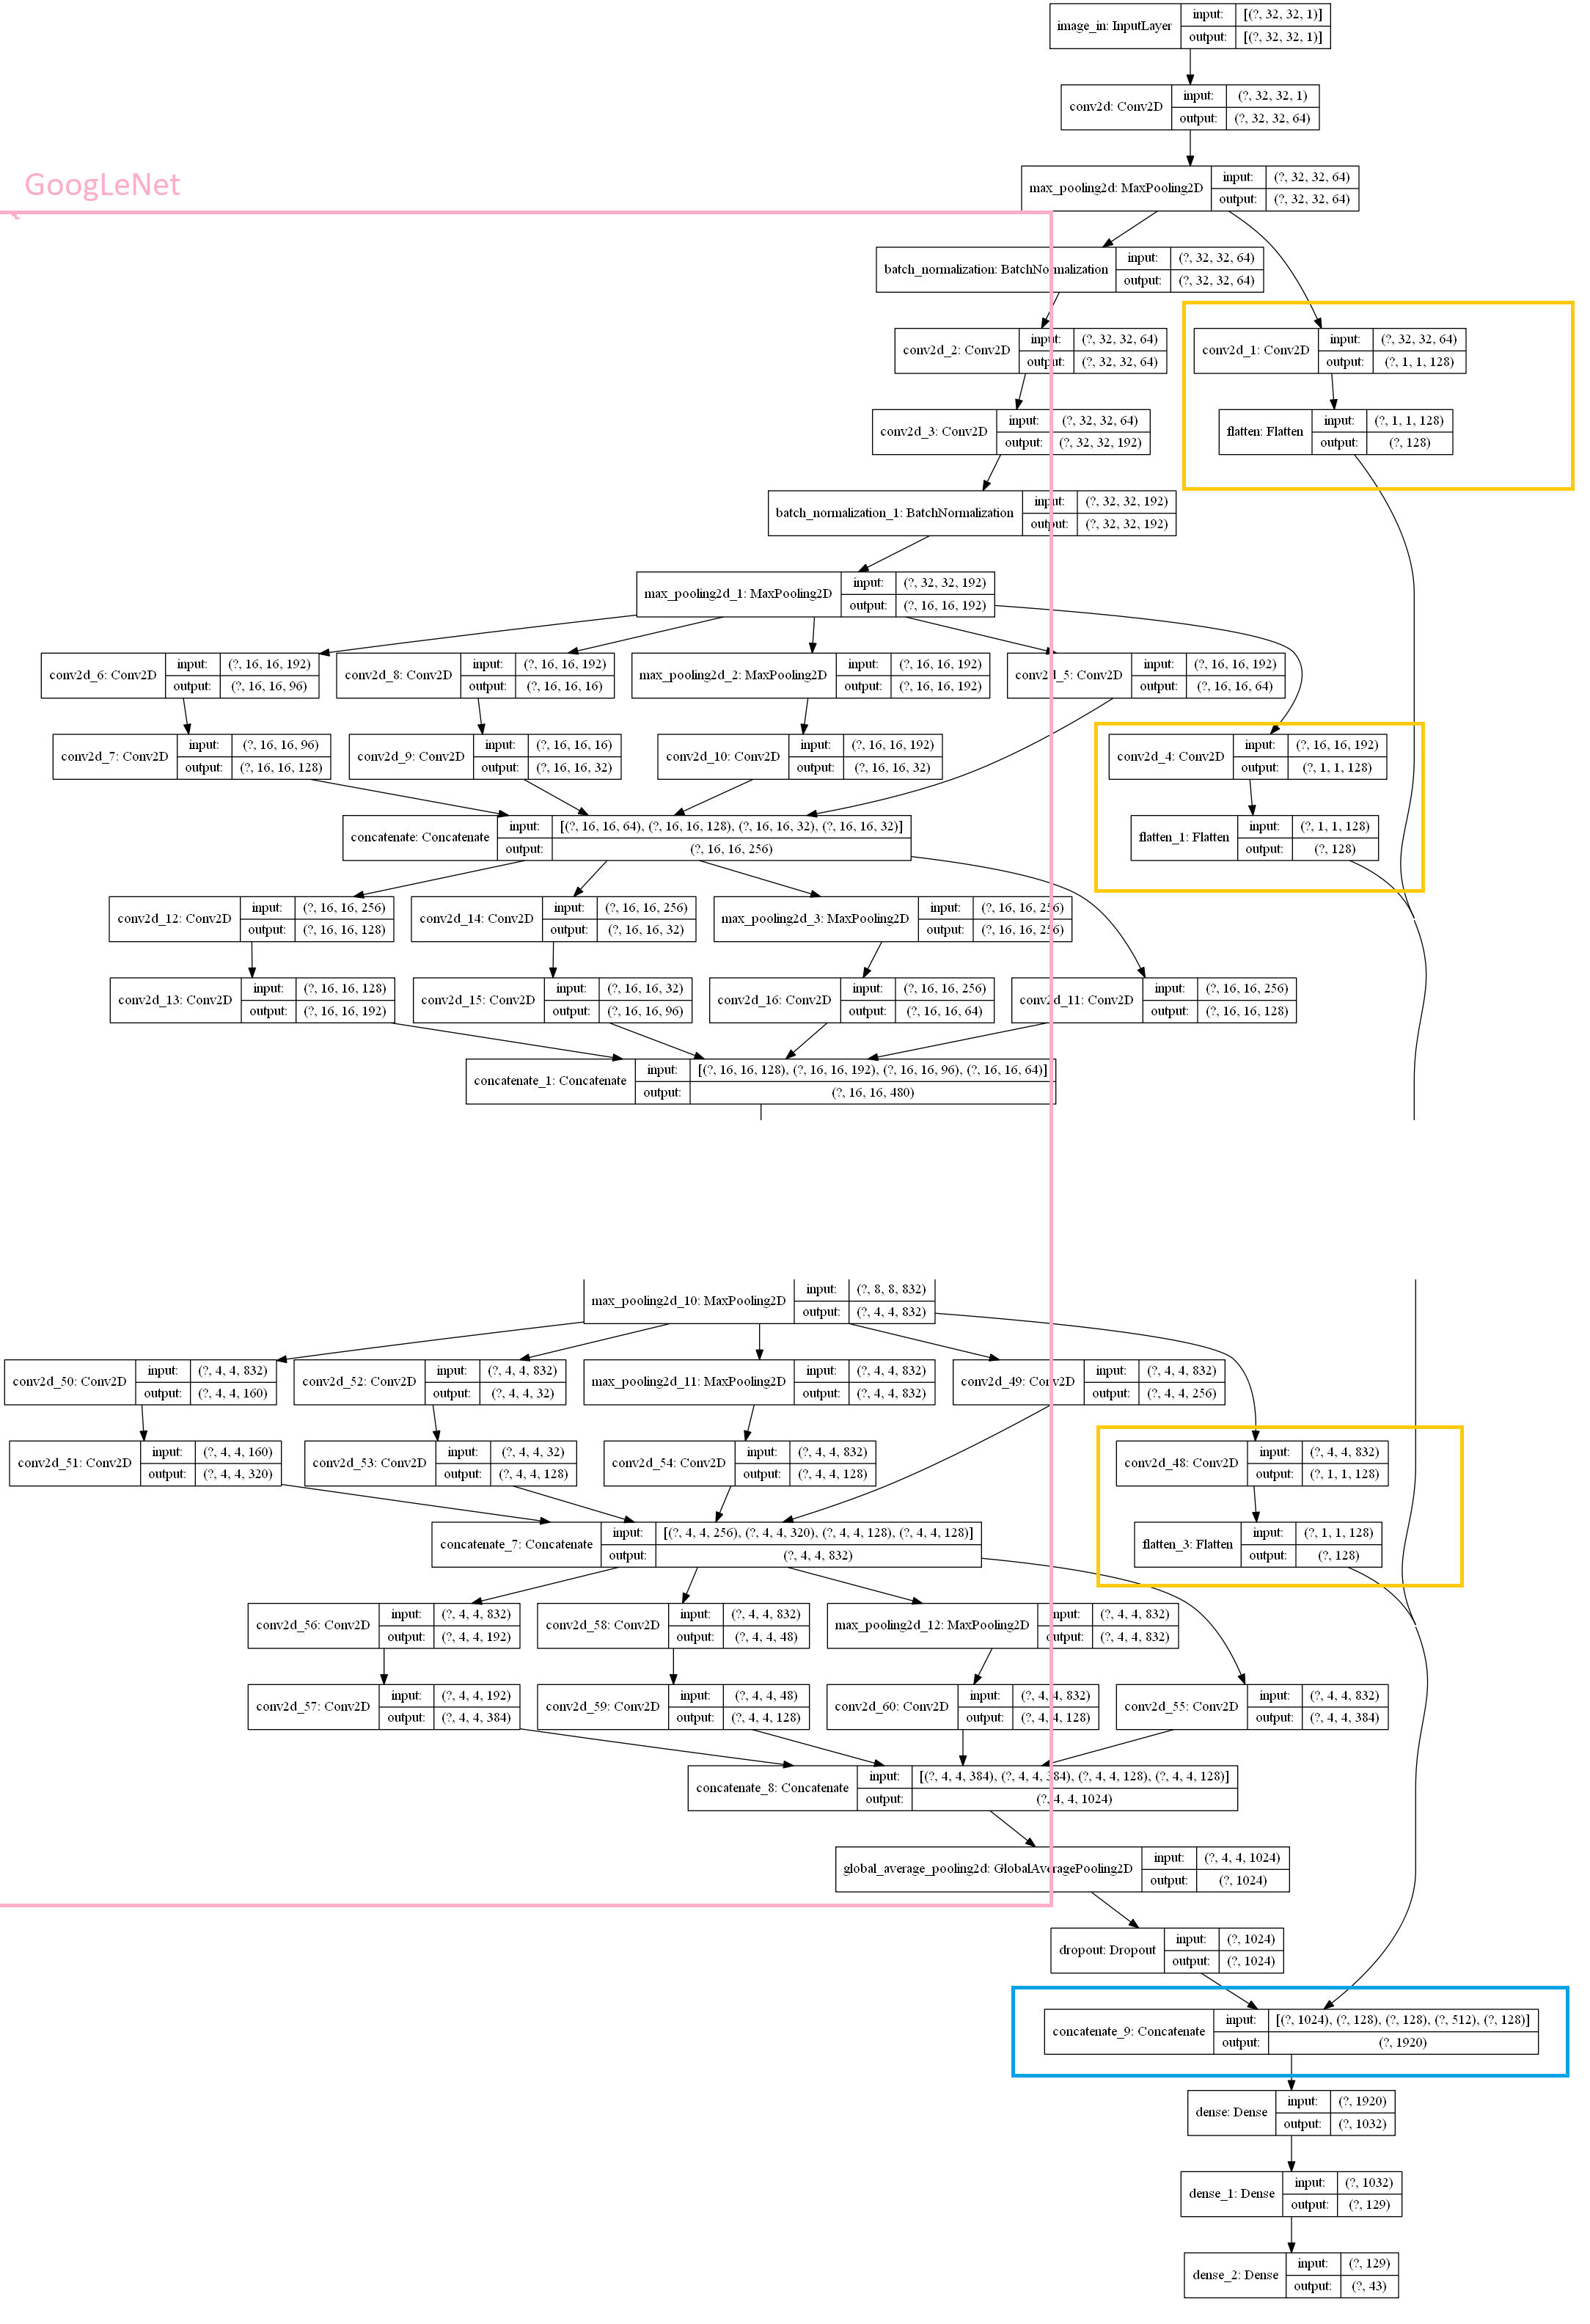 image_in: InputLayer input: [(?, 32, 32, 1)]
output: [(?, 32, 32, 1)]
conv2d: Conv2D input: (?, 32, 32, 1)
output: (?, 32, 32, 64)
GoogLeNet
max_pooling2d: MaxPooling2D input: (?, 32, 32, 64)
output: (?, 32, 32, 64)
batch_normalization: BatchNormalization input: (?, 32, 32, 64)
output: (?, 32, 32, 64)
conv2d_2: Conv2D input: (?, 32, 32, 64)
output: (?, 32, 32, 64)
conv2d_1: Conv2D input: (?, 32, 32, 64)
output: (?, 1, 1, 128)
conv2d_3: Conv2D input: (?, 32, 32, 64)
output: (?, 32, 32, 192)
flatten: Flatten input: (?, 1, 1, 128)
output: (?, 128)
batch_normalization_1: BatchNormalization input: (?, 32, 32, 192)
output: (?, 32, 32, 192)
max_pooling2d_1: MaxPooling2D input: (?, 32, 32, 192)
output: (?, 16, 16, 192)
conv2d_6: Conv2D input: (?, 16, 16, 192)
output: (?, 16, 16, 96)
conv2d_8: Conv2D input: (?, 16, 16, 192)
output: (?, 16, 16, 16)
max_pooling2d_2: MaxPooling2D input: (?, 16, 16, 192)
output: (?, 16, 16, 192)
conv2d_5: Conv2D input: (?, 16, 16, 192)
output: (?, 16, 16, 64)
conv2d_7: Conv2D input: (?, 16, 16, 96)
output: (?, 16, 16, 128)
conv2d_9: Conv2D input: (?, 16, 16, 16)
output: (?, 16, 16, 32)
conv2d_10: Conv2D input: (?, 16, 16, 192)
output: (?, 16, 16, 32)
conv2d_4: Conv2D input: (?, 16, 16, 192)
output: (?, 1, 1, 128)
concatenate: Concatenate input: [(?, 16, 16, 64), (?, 16, 16, 128), (?, 16, 16, 32), (?, 16, 16, 32)]
output: (?, 16, 16, 256)
flatten_1: Flatten input: (?, 1, 1, 128)
output: (?, 128)
conv2d_12: Conv2D input: (?, 16, 16, 256)
output: (?, 16, 16, 128)
conv2d_14: Conv2D input: (?, 16, 16, 256)
output: (?, 16, 16, 32)
max_pooling2d_3: MaxPooling2D input: (?, 16, 16, 256)
output: (?, 16, 16, 256)
conv2d_13: Conv2D input: (?, 16, 16, 128)
output: (?, 16, 16, 192)
conv2d_15: Conv2D input: (?, 16, 16, 32)
output: (?, 16, 16, 96)
conv2d_16: Conv2D input: (?, 16, 16, 256)
output: (?, 16, 16, 64)
conv2d_11: Conv2D input: (?, 16, 16, 256)
output: (?, 16, 16, 128)
concatenate_1: Concatenate input: [(?, 16, 16, 128), (?, 16, 16, 192), (?, 16, 16, 96), (?, 16, 16, 64)]
output: (?, 16, 16, 480)
max_pooling2d_10: MaxPooling2D input: (?, 8, 8, 832)
output: (?, 4, 4, 832)
conv2d_50: Conv2D input: (?, 4, 4, 832)
output: (?, 4, 4, 160)
conv2d_52: Conv2D input: (?, 4, 4, 832)
output: (?, 4, 4, 32)
max_pooling2d_11: MaxPooling2D input: (?, 4, 4, 832)
output: (?, 4, 4, 832)
conv2d_49: Conv2D input: (?, 4, 4, 832)
output: (?, 4, 4, 256)
conv2d_51: Conv2D input: (?, 4, 4, 160)
output: (?, 4, 4, 320)
conv2d_53: Conv2D input: (?, 4, 4, 32)
output: (?, 4, 4, 128)
conv2d_54: Conv2D input: (?, 4, 4, 832)
output: (?, 4, 4, 128)
conv2d_48: Conv2D input: (?, 4, 4, 832)
output: (?, 1, 1, 128)
concatenate_7: Concatenate input: [(?, 4, 4, 256), (?, 4, 4, 320), (?, 4, 4, 128), (?, 4, 4, 128)]
output: (?, 4, 4, 832)
flatten_3: Flatten input: (?, 1, 1, 128)
output: (?, 128)
conv2d_56: Conv2D input: (?, 4, 4, 832)
output: (?, 4, 4, 192)
conv2d_58: Conv2D input: (?, 4, 4, 832)
output: (?, 4, 4, 48)
max_pooling2d_12: MaxPooling2D input: (?, 4, 4, 832)
output: (?, 4, 4, 832)
conv2d_57: Conv2D input: (?, 4, 4, 192)
output: (?, 4, 4, 384)
conv2d_59: Conv2D input: (?, 4, 4, 48)
output: (?, 4, 4, 128)
conv2d_60: Conv2D input: (?, 4, 4, 832)
output: (?, 4, 4, 128)
conv2d_55: Conv2D input: (?, 4, 4, 832)
output: (?, 4, 4, 384)
concatenate_8: Concatenate input: [(?, 4, 4, 384), (?, 4, 4, 384), (?, 4, 4, 128), (?, 4, 4, 128)]
output: (?, 4, 4, 1024)
global_average_pooling2d: GlobalAveragePooling2D input: (?, 4, 4, 1024)
output: (?, 1024)
dropout: Dropout input: (?, 1024)
output: (?, 1024)
concatenate_9: Concatenate input: [(?, 1024), (?, 128), (?, 128), (?, 512), (?, 128)]
output: (?, 1920)
dense: Dense input: (?, 1920)
output: (?, 1032)
dense_1: Dense input: (?, 1032)
output: (?, 129)
dense_2: Dense input: (?, 129)
output: (?, 43)